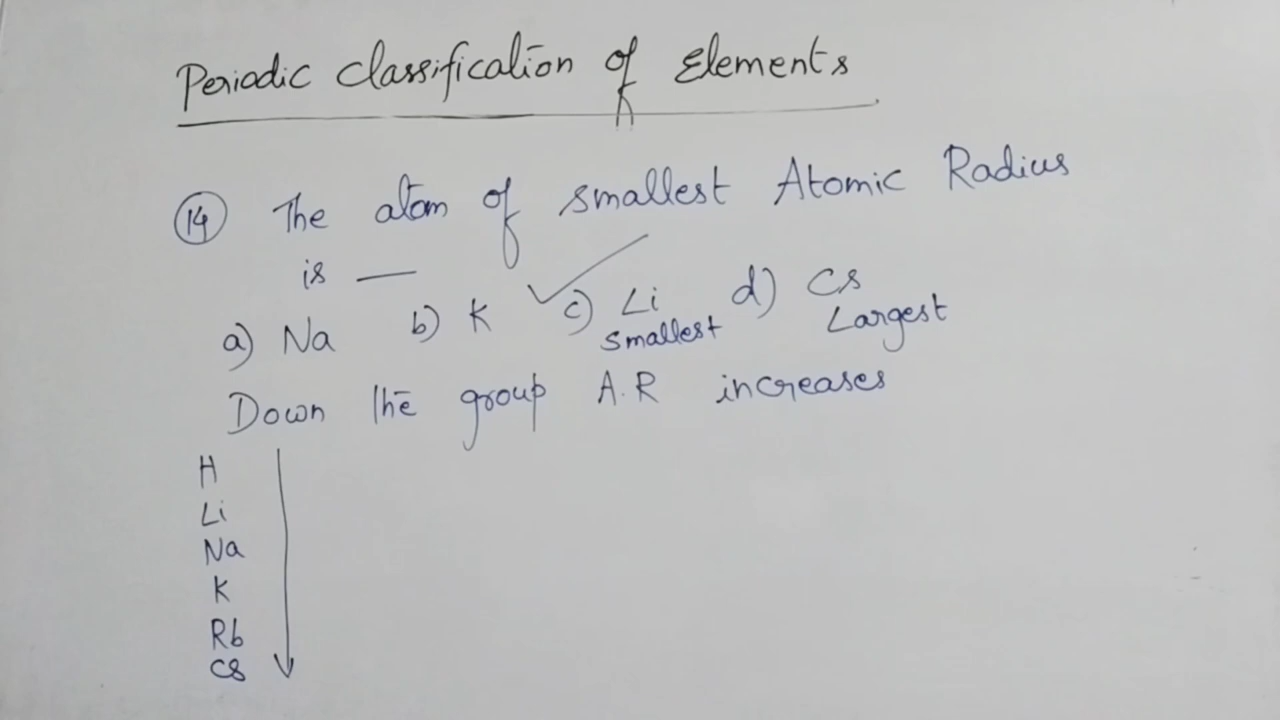 Periodic classification of Elements
14 The atom of smallest Atomic Radius
is —
a) Na b) K c) Li d) Cs
smallest Largest
Down the group A.R increases
H
Li
Na
K
Rb
Cs